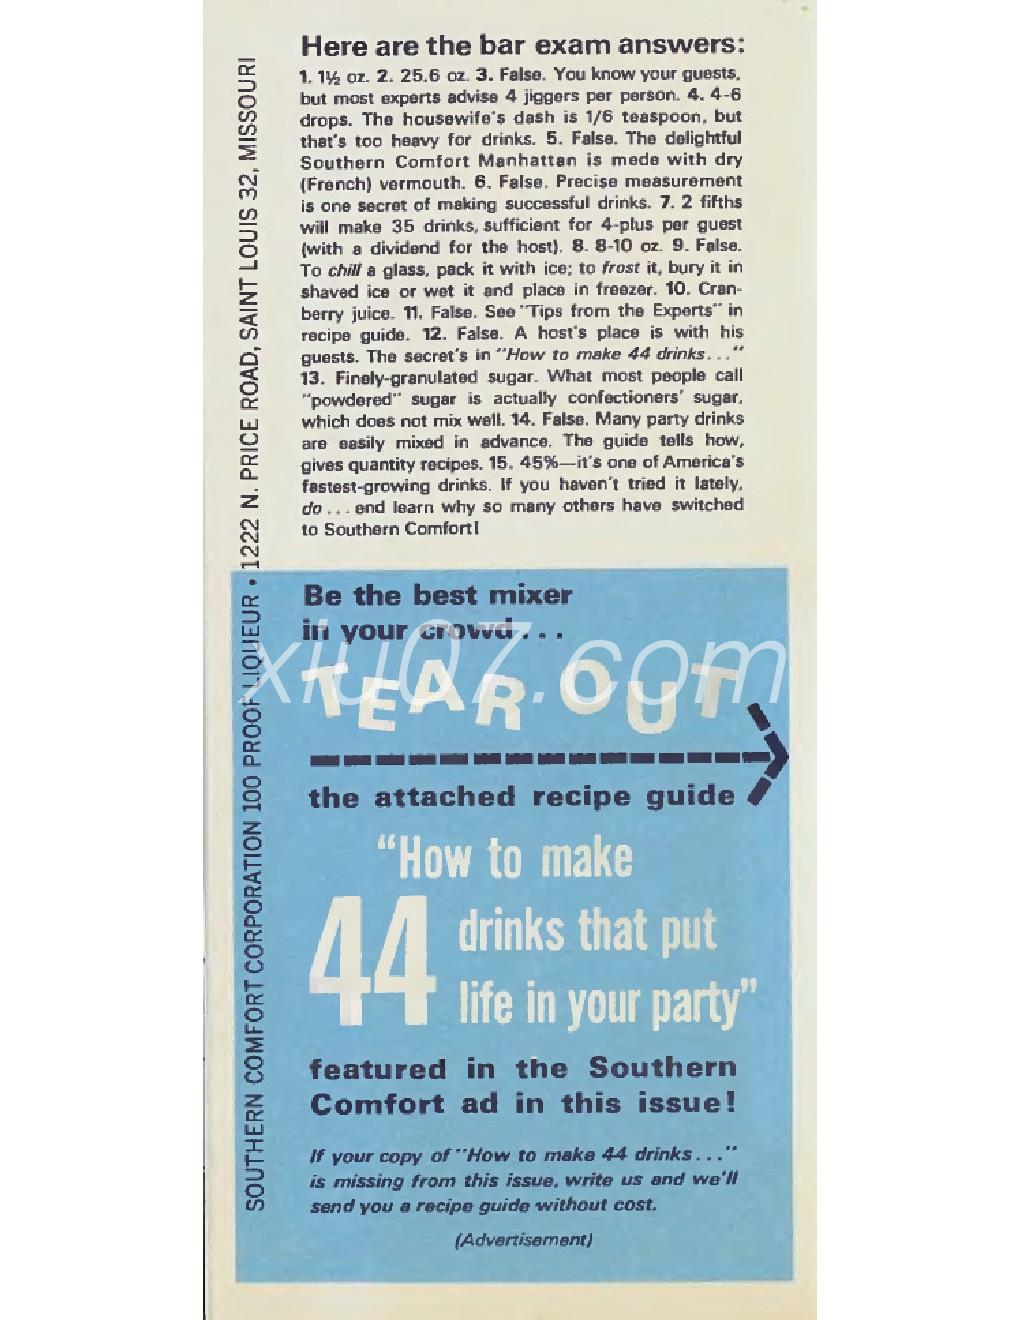 Here are the bar exam answers:
1. 1½ oz. 2. 25.6 oz. 3. False. You know your guests,
but most experts advise 4 jiggers per person. 4. 4-6
drops. The housewife's dash is 1/6 teaspoon, but
that's too heavy for drinks. 5. False. The delightful
Southern Comfort Manhattan is made with dry
(French) vermouth. 6. False. Precise measurement
is one secret of making successful drinks. 7. 2 fifths
will make 35 drinks, sufficient for 4-plus per guest
(with a dividend for the host). 8. 8-10 oz. 9. False.
To chill a glass, pack it with ice; to frost it, bury it in
shaved ice or wet it and place in freezer. 10. Cran-
berry juice. 11. False. See "Tips from the Experts" in
recipe guide. 12. False. A host's place is with his
guests. The secret's in "How to make 44 drinks..."
13. Finely-granulated sugar. What most people call
"powdered" sugar is actually confectioners' sugar,
which does not mix well. 14. False. Many party drinks
are easily mixed in advance. The guide tells how,
gives quantity recipes. 15. 45%—it's one of America's
fastest-growing drinks. If you haven't tried it lately,
do... and learn why so many others have switched
to Southern Comfort!
SOUTHERN COMFORT CORPORATION 100 PROOF LIQUEUR • 1222 N. PRICE ROAD, SAINT LOUIS 32, MISSOURI
Be the best mixer
in your crowd...
xiu07.com
TEAR OUT
the attached recipe guide
"How to make
44 drinks that put
life in your party"
featured in the Southern
Comfort ad in this issue!
If your copy of "How to make 44 drinks..."
is missing from this issue, write us and we'll
send you a recipe guide without cost.
(Advertisement)